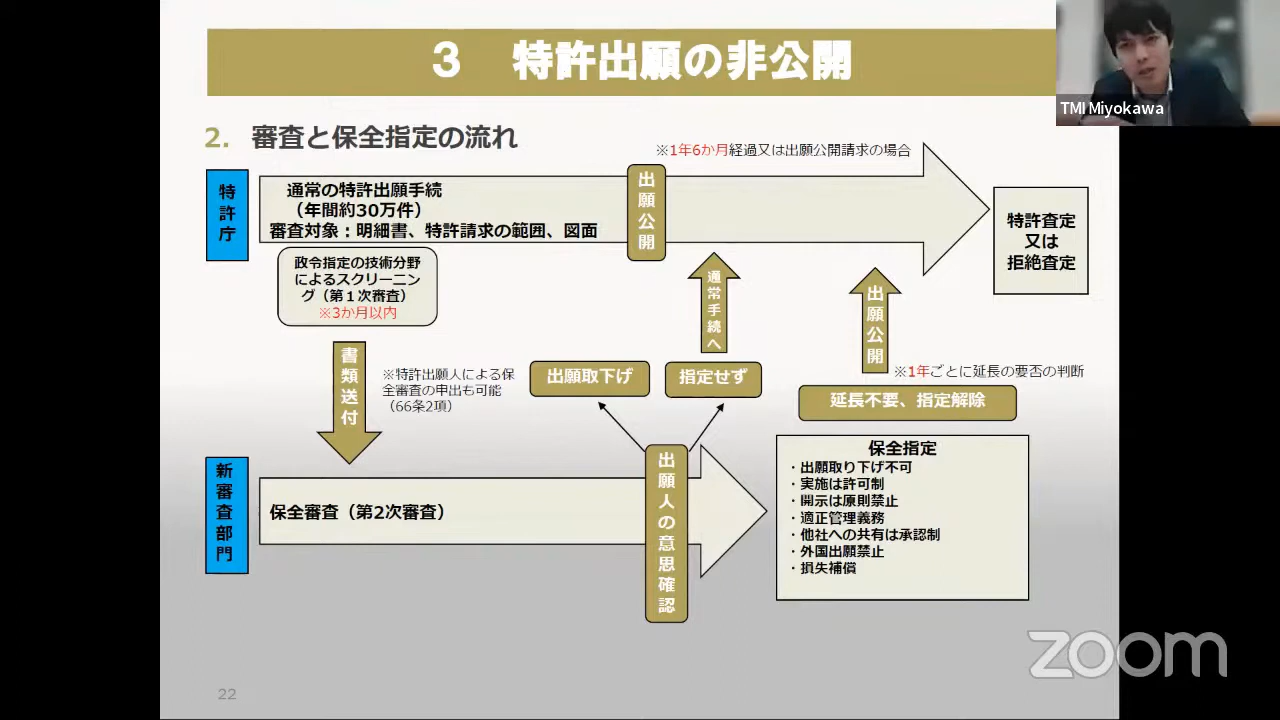 ３　特許出願の非公開
TMI Miyokawa
2. 審査と保全指定の流れ
※1年6か月経過又は出願公開請求の場合
特許庁
通常の特許出願手続
（年間約30万件）
審査対象：明細書、特許請求の範囲、図面
出願公開
特許査定
又は
拒絶査定
政令指定の技術分野
によるスクリーニン
グ（第１次審査）
※3か月以内
通常手続へ
出願公開
書類送付
※特許出願人による保
全審査の申出も可能
（66条2項）
出願取下げ
指定せず
※1年ごとに延長の要否の判断
延長不要、指定解除
新審査部門
保全審査（第2次審査）
出願人の意思確認
保全指定
・出願取り下げ不可
・実施は許可制
・開示は原則禁止
・適正管理義務
・他社への共有は承認制
・外国出願禁止
・損失補償
zoom
22